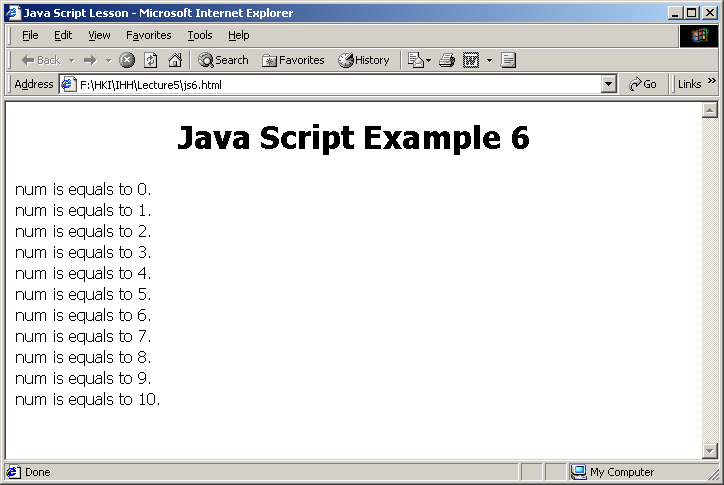 Java Script Lesson - Microsoft Internet Explorer
File Edit View Favorites Tools Help
Back Search Favorites History
Address F:\HKI\IHH\Lecture5\js6.html Go Links »
Java Script Example 6
num is equals to 0.
num is equals to 1.
num is equals to 2.
num is equals to 3.
num is equals to 4.
num is equals to 5.
num is equals to 6.
num is equals to 7.
num is equals to 8.
num is equals to 9.
num is equals to 10.
Done My Computer